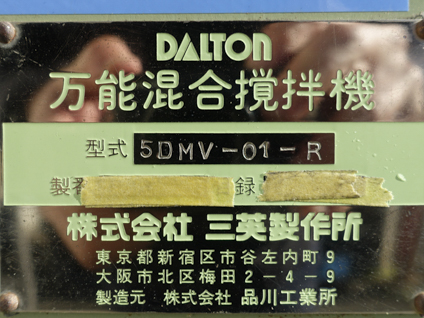 DALTON
万能混合撹拌機
型式 5DMV-01-R
製番 録
株式会社 三英製作所
東京都新宿区市谷左内町9
大阪市北区梅田2-4-9
製造元 株式会社 品川工業所